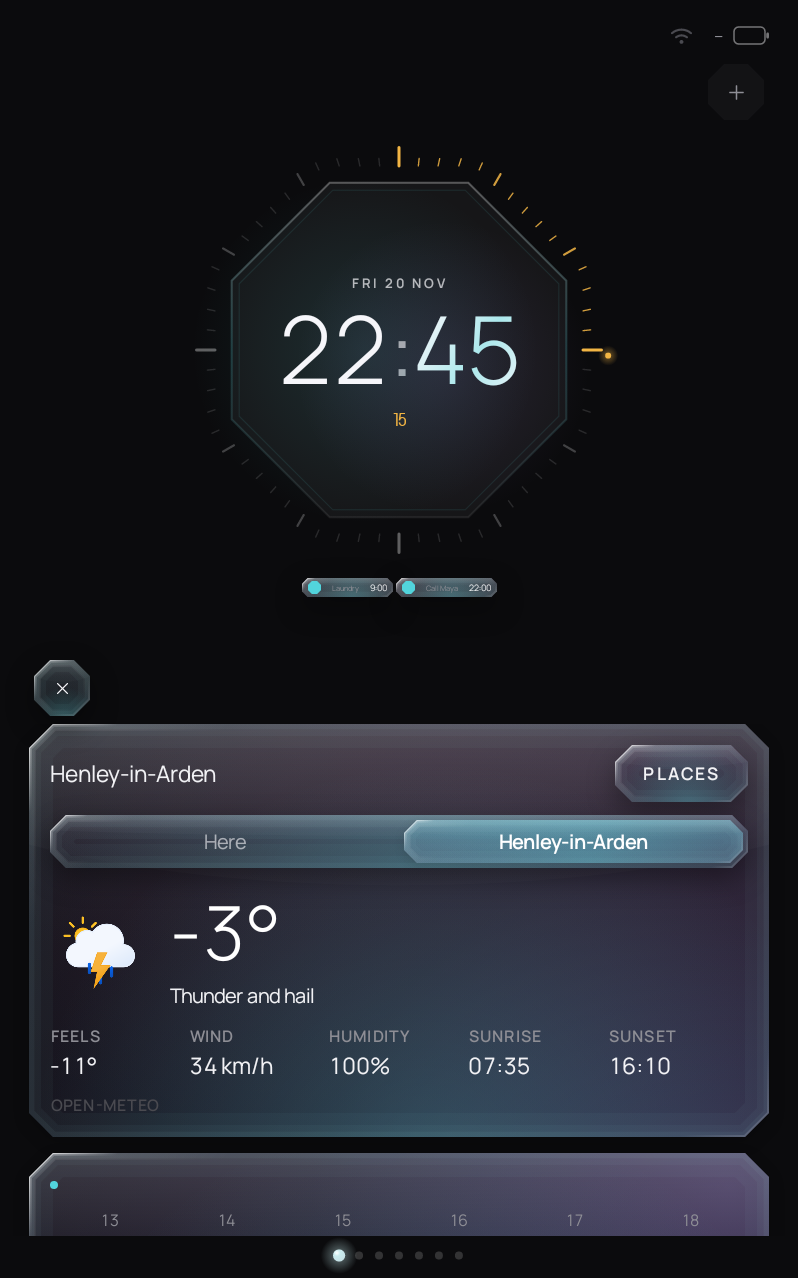 –
+
FRI 20 NOV
22:45
15
Laundry 9:00 Call Maya 22:00
Henley-in-Arden PLACES
Here Henley-in-Arden
-3°
Thunder and hail
FEELS WIND HUMIDITY SUNRISE SUNSET
-11° 34 km/h 100% 07:35 16:10
OPEN-METEO
13 14 15 16 17 18